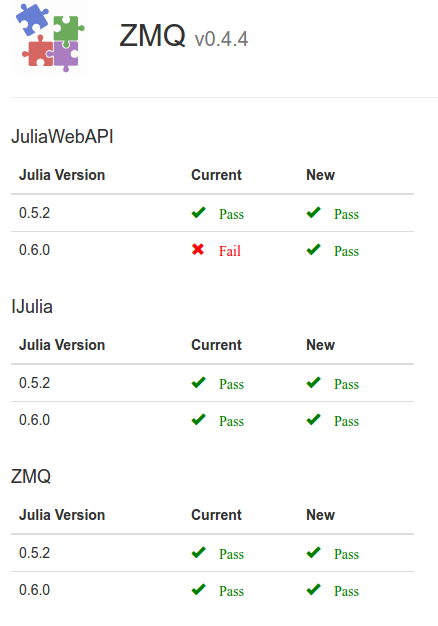 ZMQ v0.4.4
JuliaWebAPI
Julia Version Current New
0.5.2 Pass Pass
0.6.0 Fail Pass
IJulia
Julia Version Current New
0.5.2 Pass Pass
0.6.0 Pass Pass
ZMQ
Julia Version Current New
0.5.2 Pass Pass
0.6.0 Pass Pass